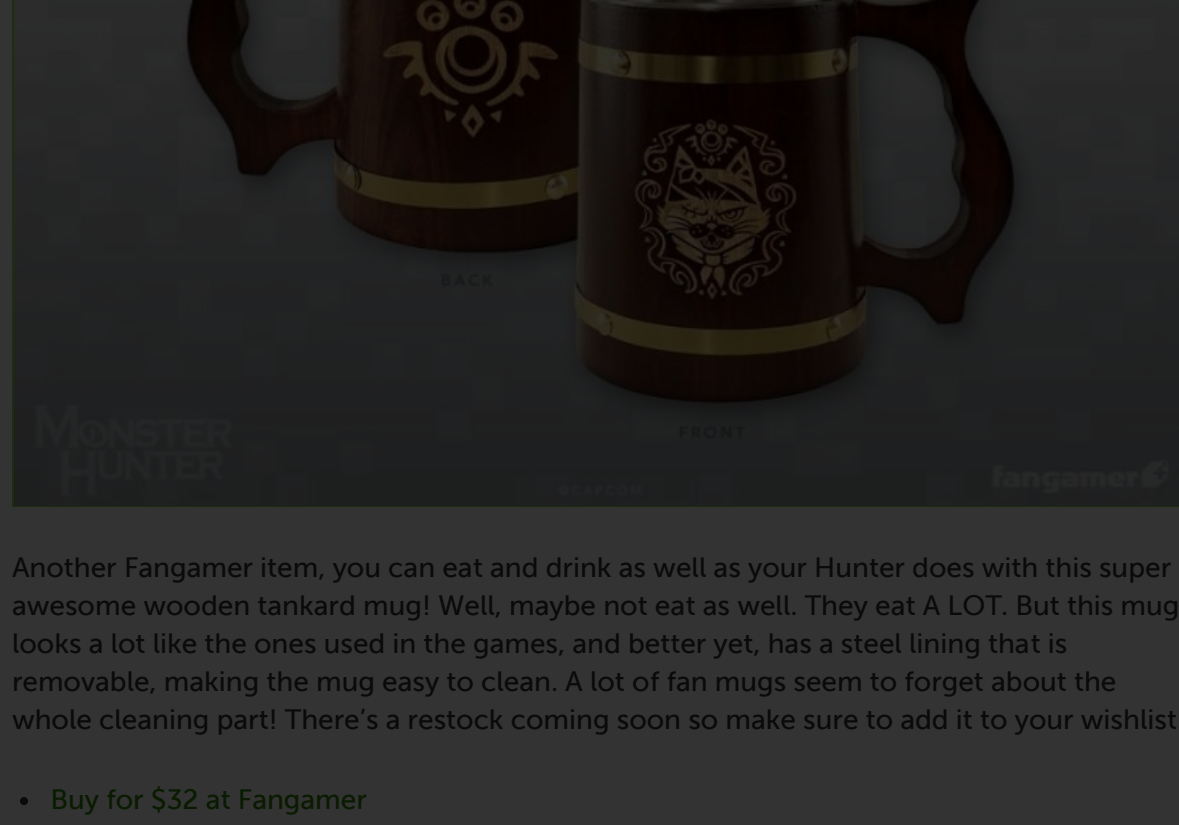 BACK
FRONT
MONSTER
HUNTER
©CAPCOM
fangamer
Another Fangamer item, you can eat and drink as well as your Hunter does with this super
awesome wooden tankard mug! Well, maybe not eat as well. They eat A LOT. But this mug
looks a lot like the ones used in the games, and better yet, has a steel lining that is
removable, making the mug easy to clean. A lot of fan mugs seem to forget about the
whole cleaning part! There’s a restock coming soon so make sure to add it to your wishlist
• Buy for $32 at Fangamer